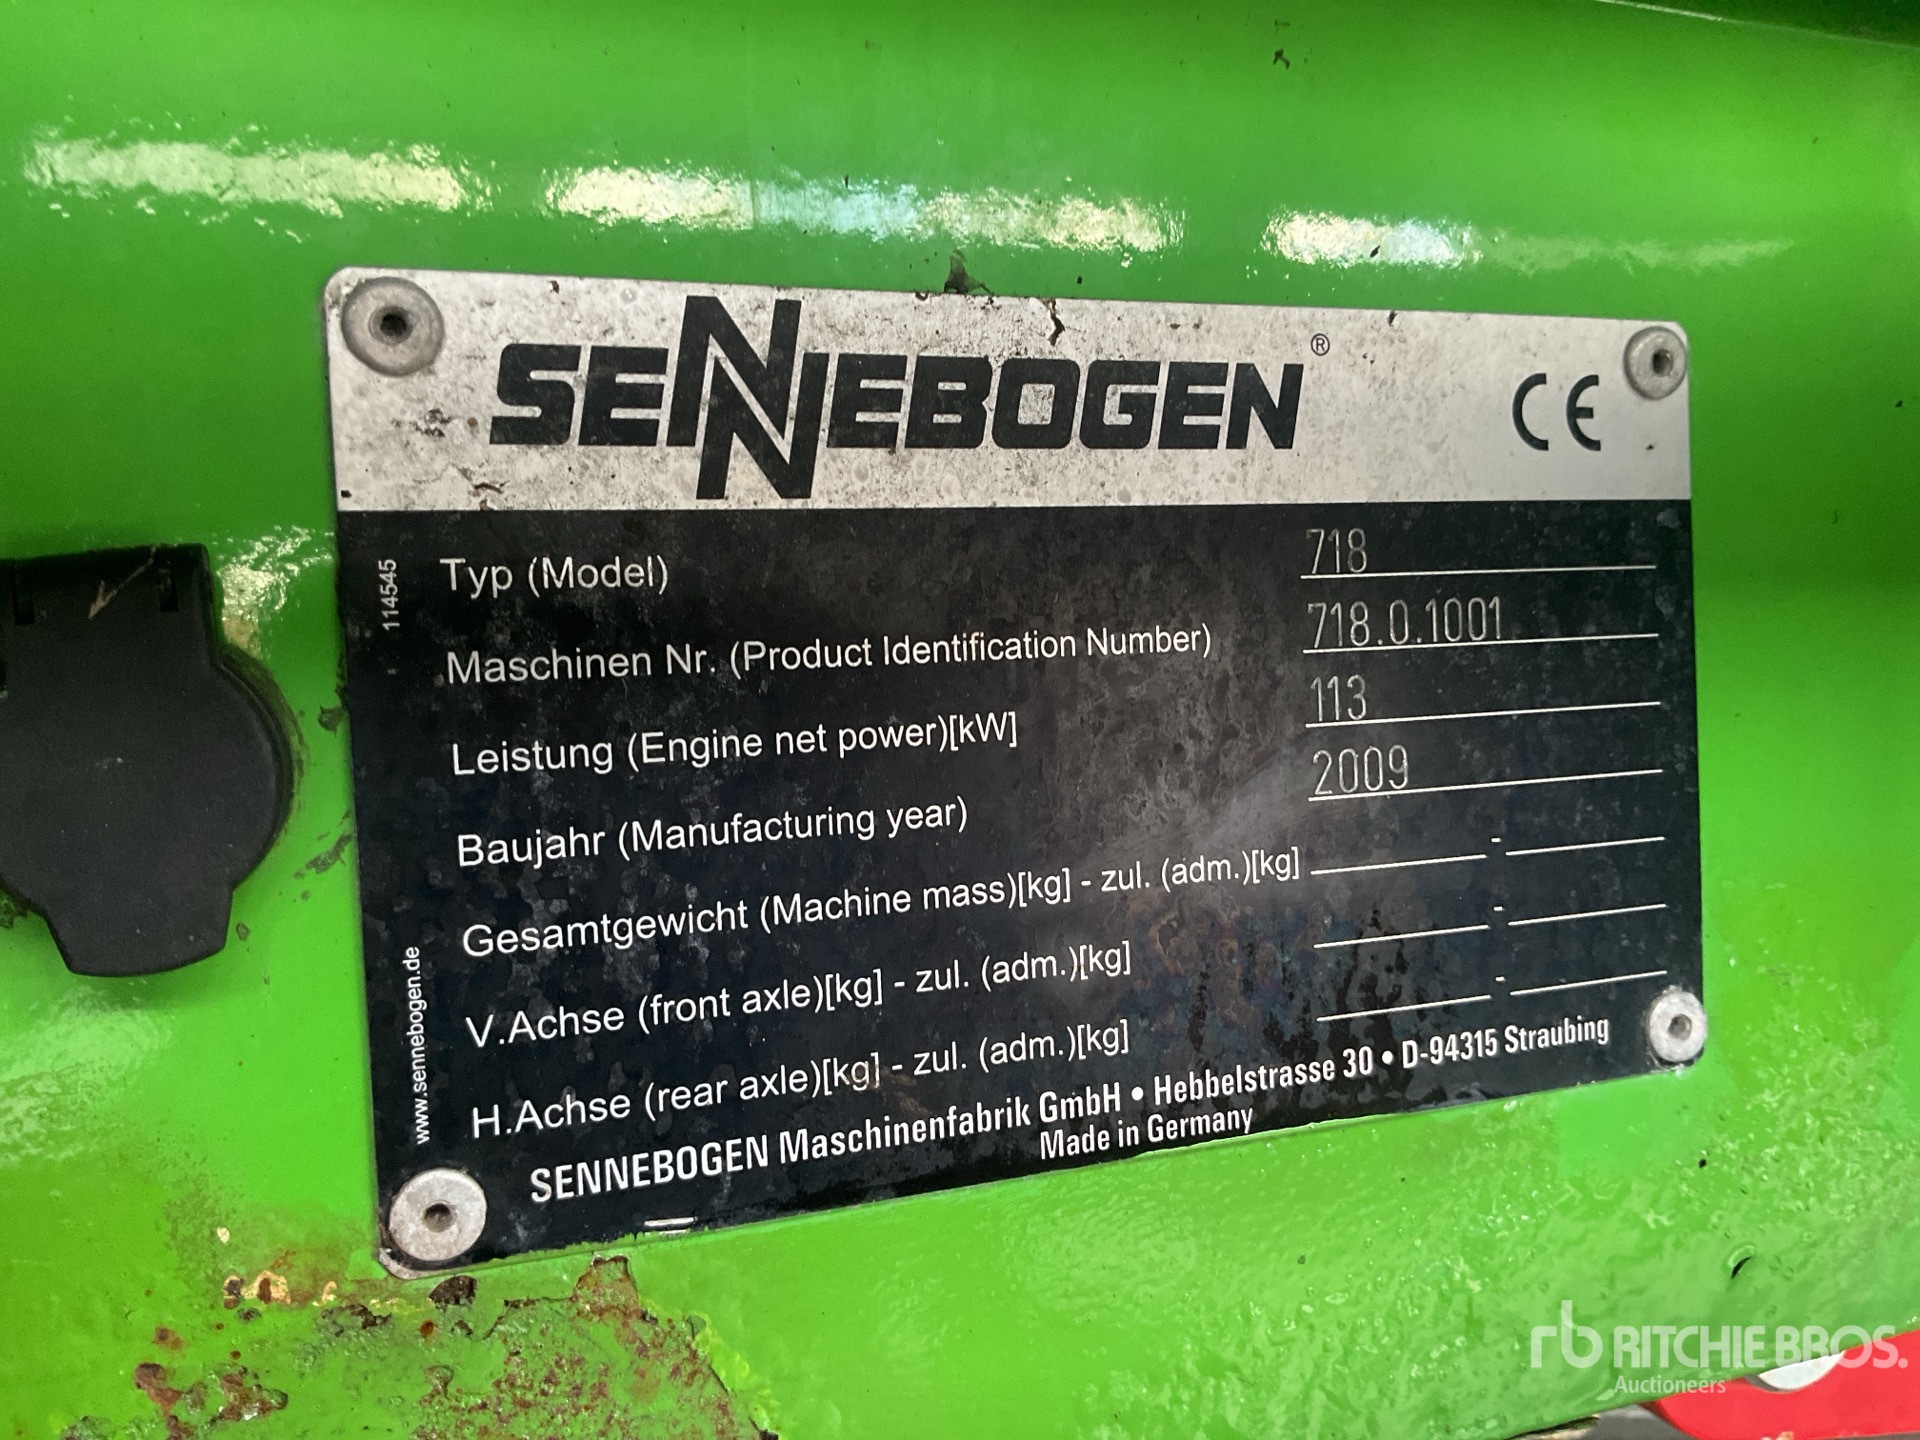 SENNEBOGEN®
CE
114545
Typ (Model) 718
Maschinen Nr. (Product Identification Number) 718.0.1001
Leistung (Engine net power)[kW] 113
Baujahr (Manufacturing year) 2009
Gesamtgewicht (Machine mass)[kg] - zul. (adm.)[kg] -
V.Achse (front axle)[kg] - zul. (adm.)[kg] -
H.Achse (rear axle)[kg] - zul. (adm.)[kg] -
www.sennebogen.de
SENNEBOGEN Maschinenfabrik GmbH • Hebbelstrasse 30 • D-94315 Straubing
Made in Germany
rb RITCHIE BROS.
Auctioneers